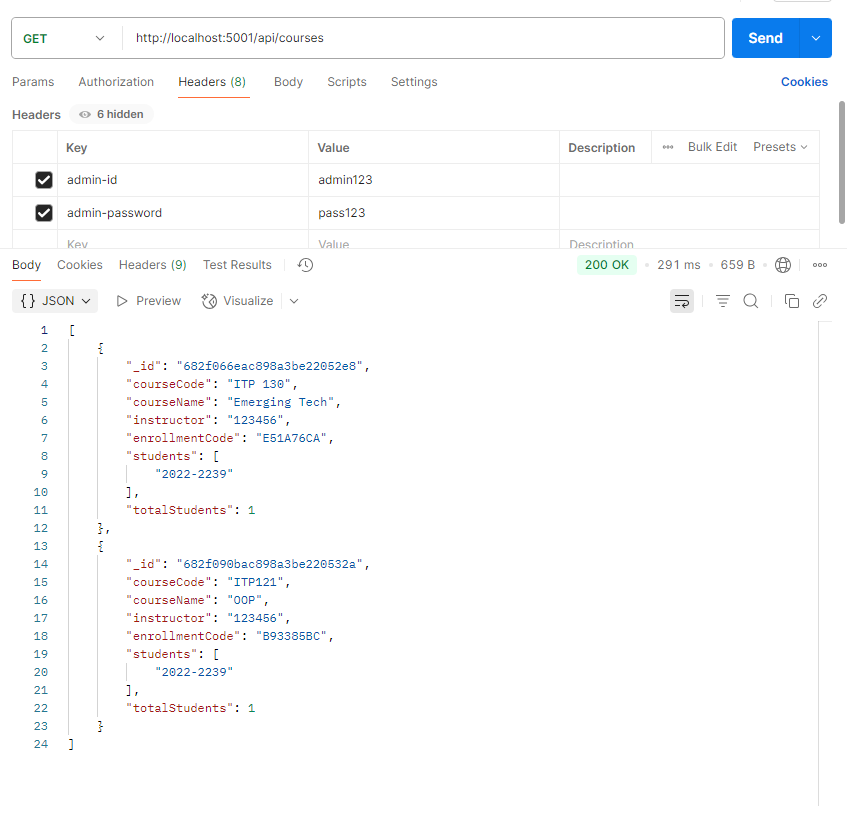 GET http://localhost:5001/api/courses Send
Params Authorization Headers (8) Body Scripts Settings Cookies
Headers 6 hidden
Key Value Description Bulk Edit Presets
admin-id admin123
admin-password pass123
Key Value Description
Body Cookies Headers (9) Test Results 200 OK 291 ms 659 B
{} JSON Preview Visualize
1 [
2 {
3 "_id": "682f066eac898a3be22052e8",
4 "courseCode": "ITP 130",
5 "courseName": "Emerging Tech",
6 "instructor": "123456",
7 "enrollmentCode": "E51A76CA",
8 "students": [
9 "2022-2239"
10 ],
11 "totalStudents": 1
12 },
13 {
14 "_id": "682f090bac898a3be220532a",
15 "courseCode": "ITP121",
16 "courseName": "OOP",
17 "instructor": "123456",
18 "enrollmentCode": "B93385BC",
19 "students": [
20 "2022-2239"
21 ],
22 "totalStudents": 1
23 }
24 ]